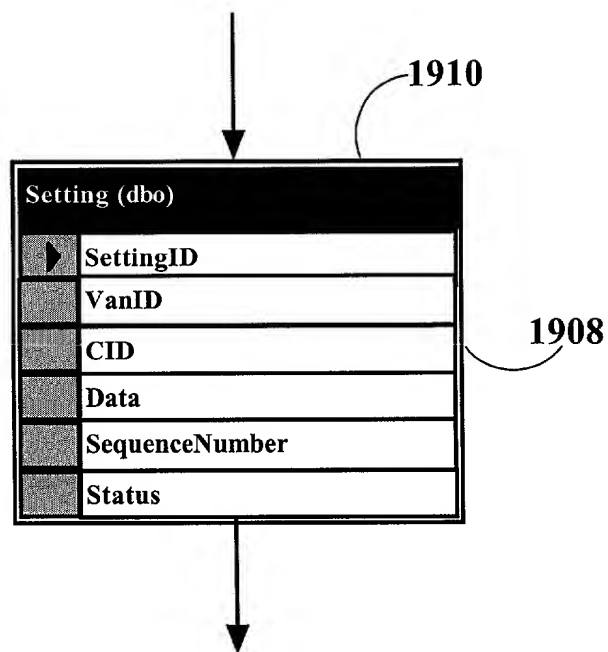 1910
Setting (dbo)
SettingID
VanID
CID
1908
Data
SequenceNumber
Status